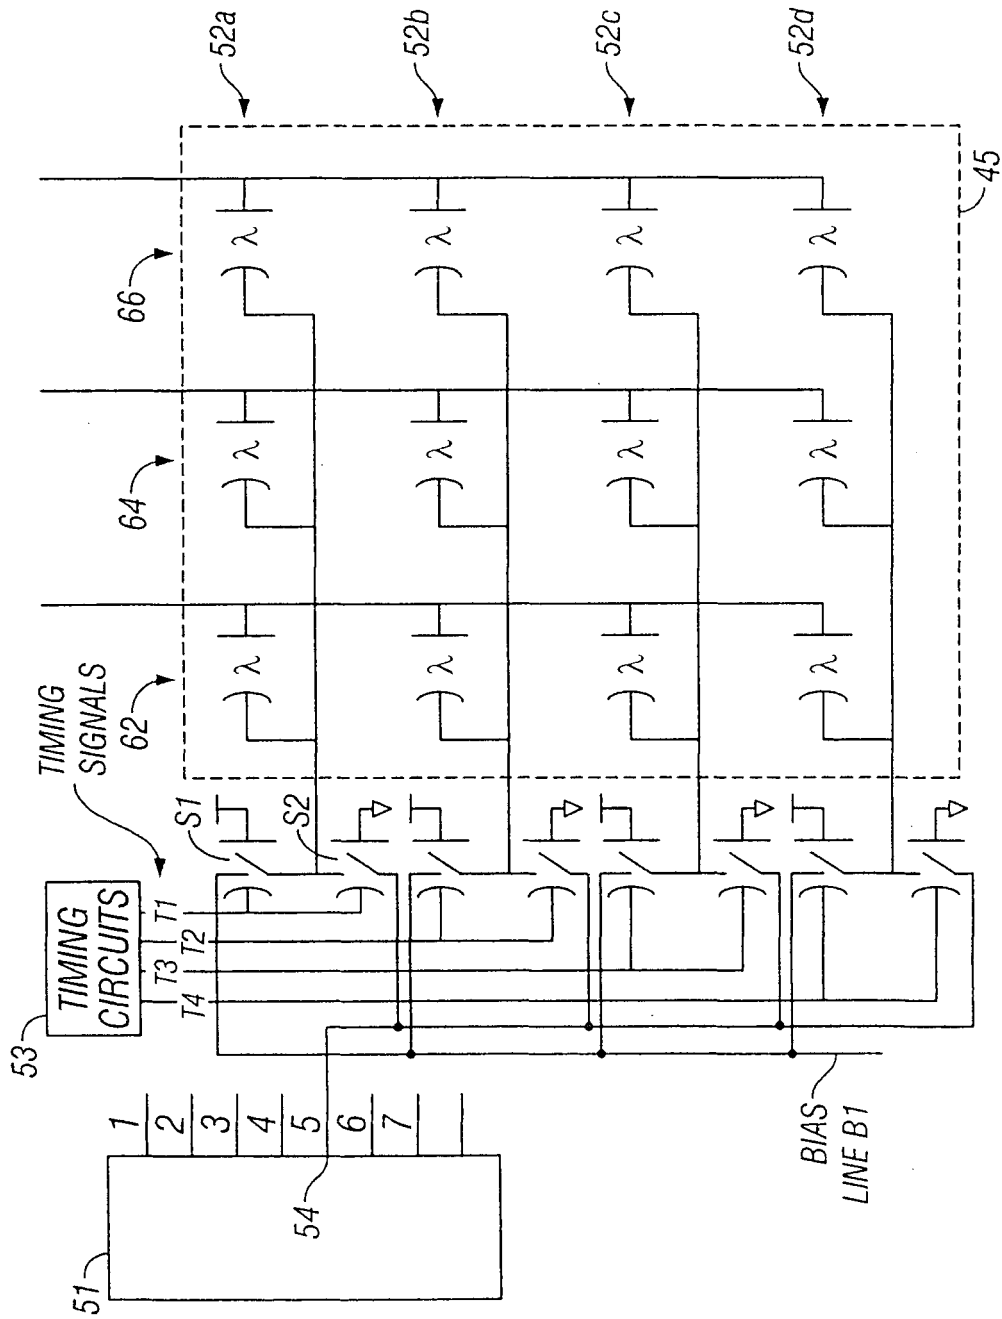 52a
52b
52c
52d
66
64
62
45
λ λ λ
λ λ λ
λ λ λ
λ λ λ
TIMING
SIGNALS
S1
S2
TIMING
CIRCUITS
53
T1
T2
T3
T4
1
2
3
4
5
6
7
54
51
BIAS
LINE B1